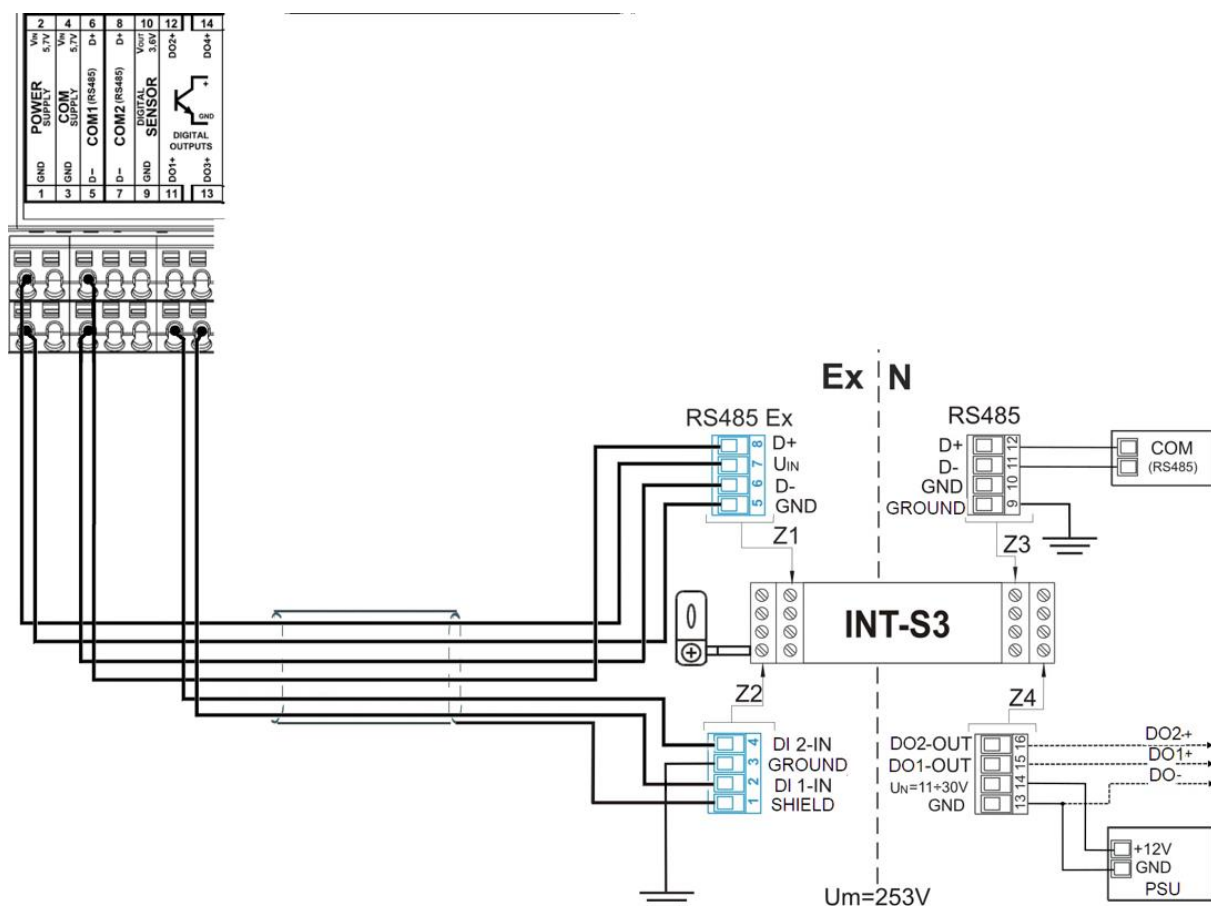 2 4 6 8 10 12 14
VIN 5,7V
VIN 5,7V
D+
D+
VOUT 3,6V
DO2+
DO4+
POWER SUPPLY
COM SUPPLY
COM1 (RS485)
COM2 (RS485)
DIGITAL SENSOR
+
GND
DIGITAL
OUTPUTS
GND
GND
D–
D–
GND
DO1+
DO3+
1 3 5 7 9 11 13
Ex N
RS485 Ex
8 D+
7 UIN
6 D-
5 GND
Z1
RS485
D+ 12
D- 11
GND 10
GROUND 9
Z3
COM
(RS485)
INT-S3
Z2
Z4
4 DI 2-IN
3 GROUND
2 DI 1-IN
1 SHIELD
DO2-OUT 16
DO1-OUT 15
UN=11÷30V 14
GND 13
DO2-+
DO1+
DO-
+12V
GND
PSU
Um=253V